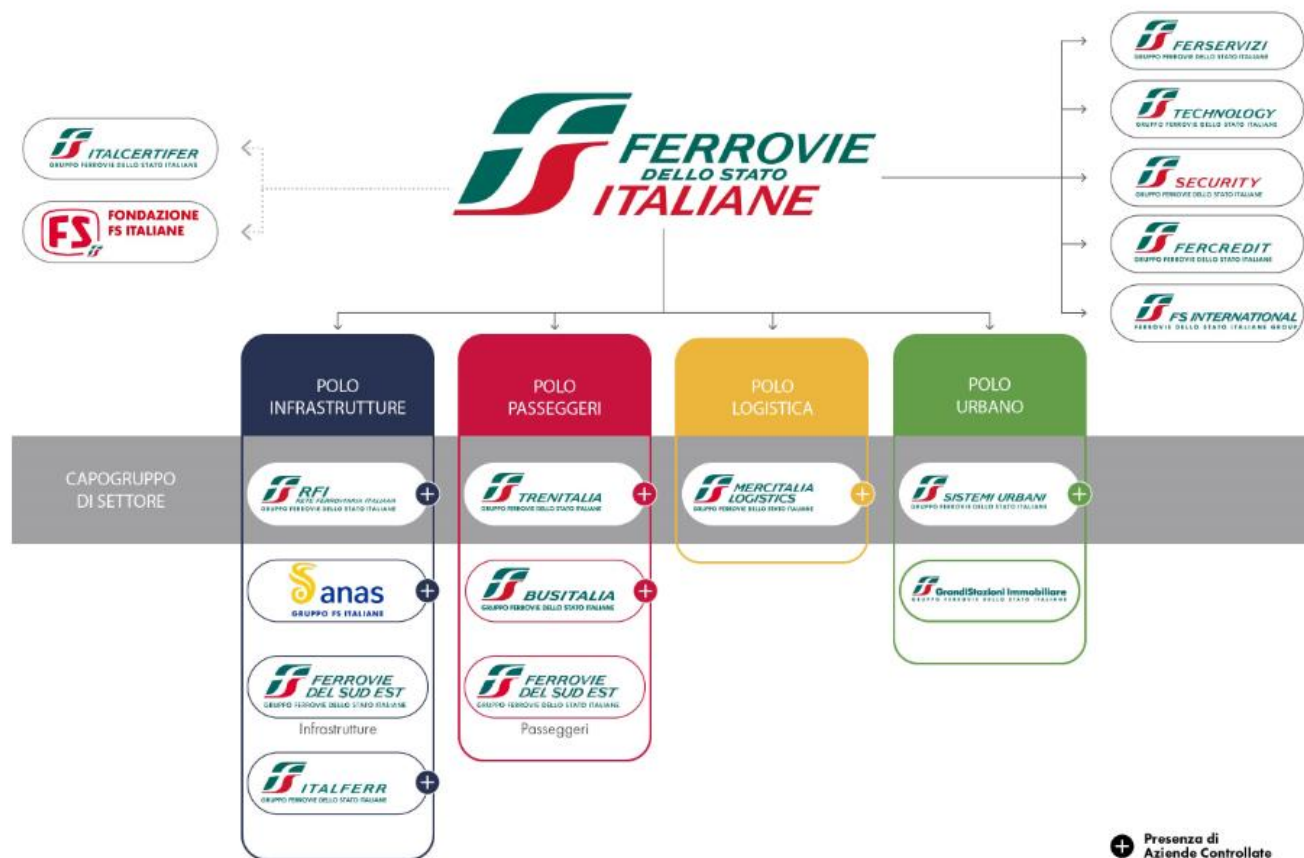 FERROVIE
DELLO STATO
ITALIANE
ITALCERTIFER
GRUPPO FERROVIE DELLO STATO ITALIANE
FS
FONDAZIONE
FS ITALIANE
FERSERVIZI
GRUPPO FERROVIE DELLO STATO ITALIANE
TECHNOLOGY
GRUPPO FERROVIE DELLO STATO ITALIANE
SECURITY
GRUPPO FERROVIE DELLO STATO ITALIANE
FERCREDIT
GRUPPO FERROVIE DELLO STATO ITALIANE
FS INTERNATIONAL
FERROVIE DELLO STATO ITALIANE GROUP
POLO
INFRASTRUTTURE
POLO
PASSEGGERI
POLO
LOGISTICA
POLO
URBANO
CAPOGRUPPO
DI SETTORE
RFI
RETE FERROVIARIA ITALIANA
GRUPPO FERROVIE DELLO STATO ITALIANE
TRENITALIA
GRUPPO FERROVIE DELLO STATO ITALIANE
MERCITALIA
LOGISTICS
GRUPPO FERROVIE DELLO STATO ITALIANE
SISTEMI URBANI
GRUPPO FERROVIE DELLO STATO ITALIANE
anas
GRUPPO FS ITALIANE
BUSITALIA
GRUPPO FERROVIE DELLO STATO ITALIANE
GrandiStazioni Immobiliare
GRUPPO FERROVIE DELLO STATO ITALIANE
FERROVIE
DEL SUD EST
GRUPPO FERROVIE DELLO STATO ITALIANE
Infrastrutture
FERROVIE
DEL SUD EST
GRUPPO FERROVIE DELLO STATO ITALIANE
Passeggeri
ITALFERR
GRUPPO FERROVIE DELLO STATO ITALIANE
Presenza di
Aziende Controllate